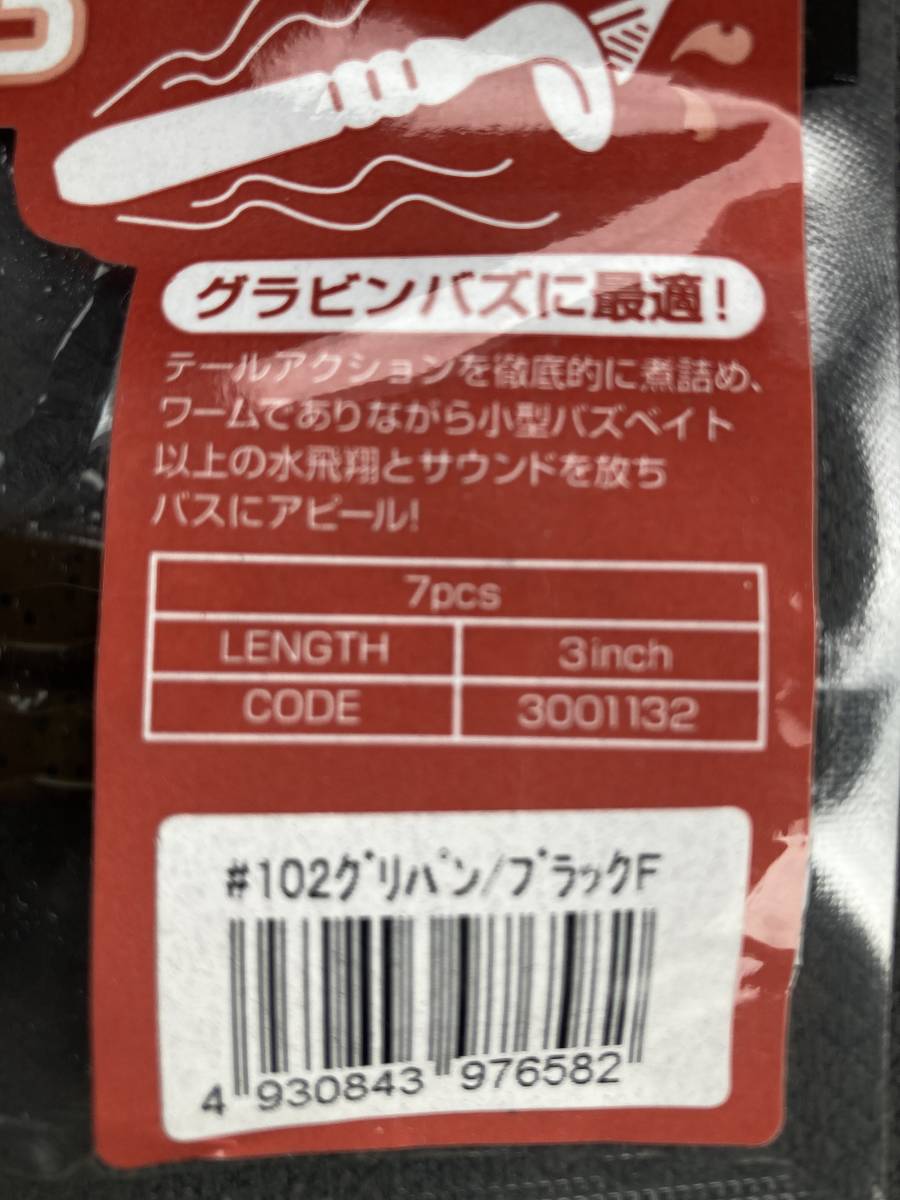 グラビンバズに最適!
テールアクションを徹底的に煮詰め、
ワームでありながら小型バズベイト
以上の水飛翔とサウンドを放ち
バスにアピール!
7pcs
LENGTH 3inch
CODE 3001132
#102グリパン/ブラックF
4 930843 976582